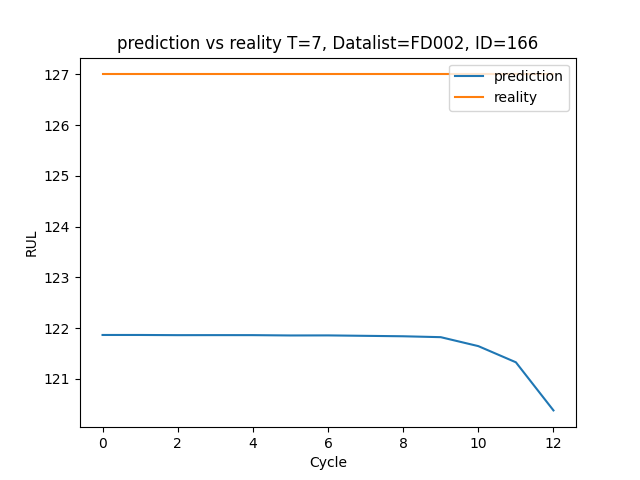 prediction vs reality T=7, Datalist=FD002, ID=166
127
126
125
124
123
122
121
RUL
prediction
reality
0 2 4 6 8 10 12
Cycle